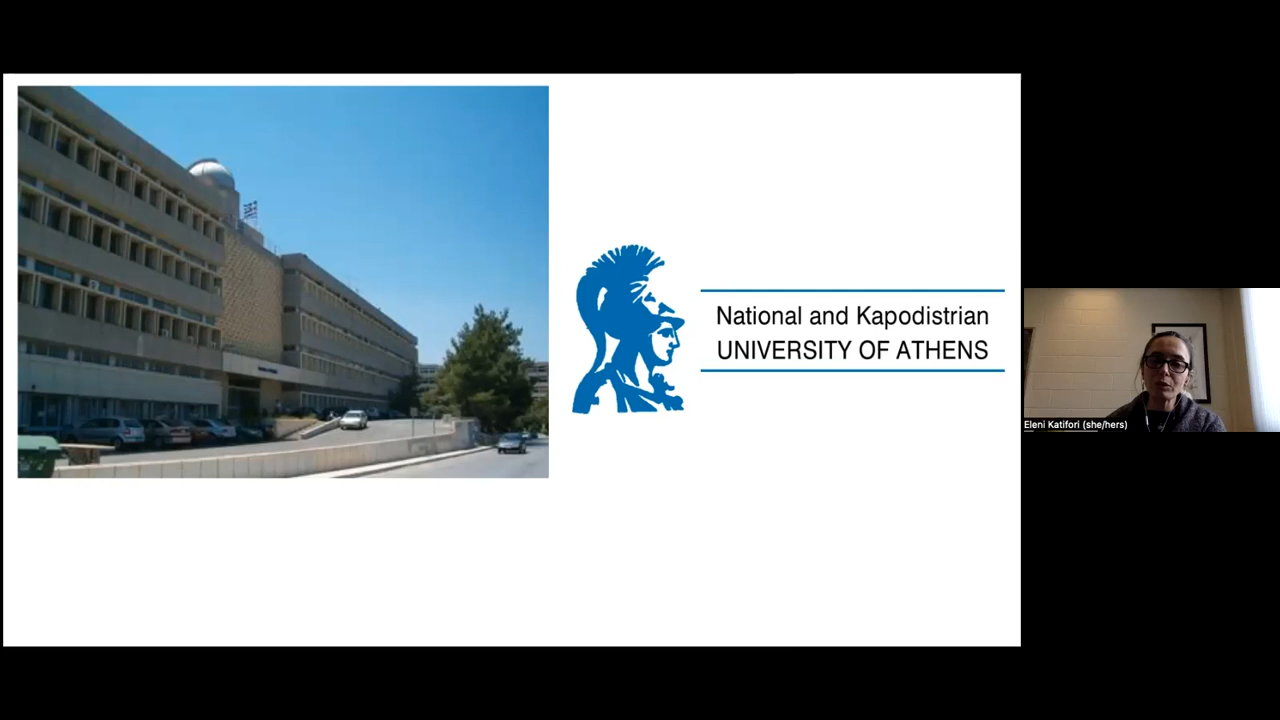 National and Kapodistrian
UNIVERSITY OF ATHENS
Eleni Katifori (she/hers)